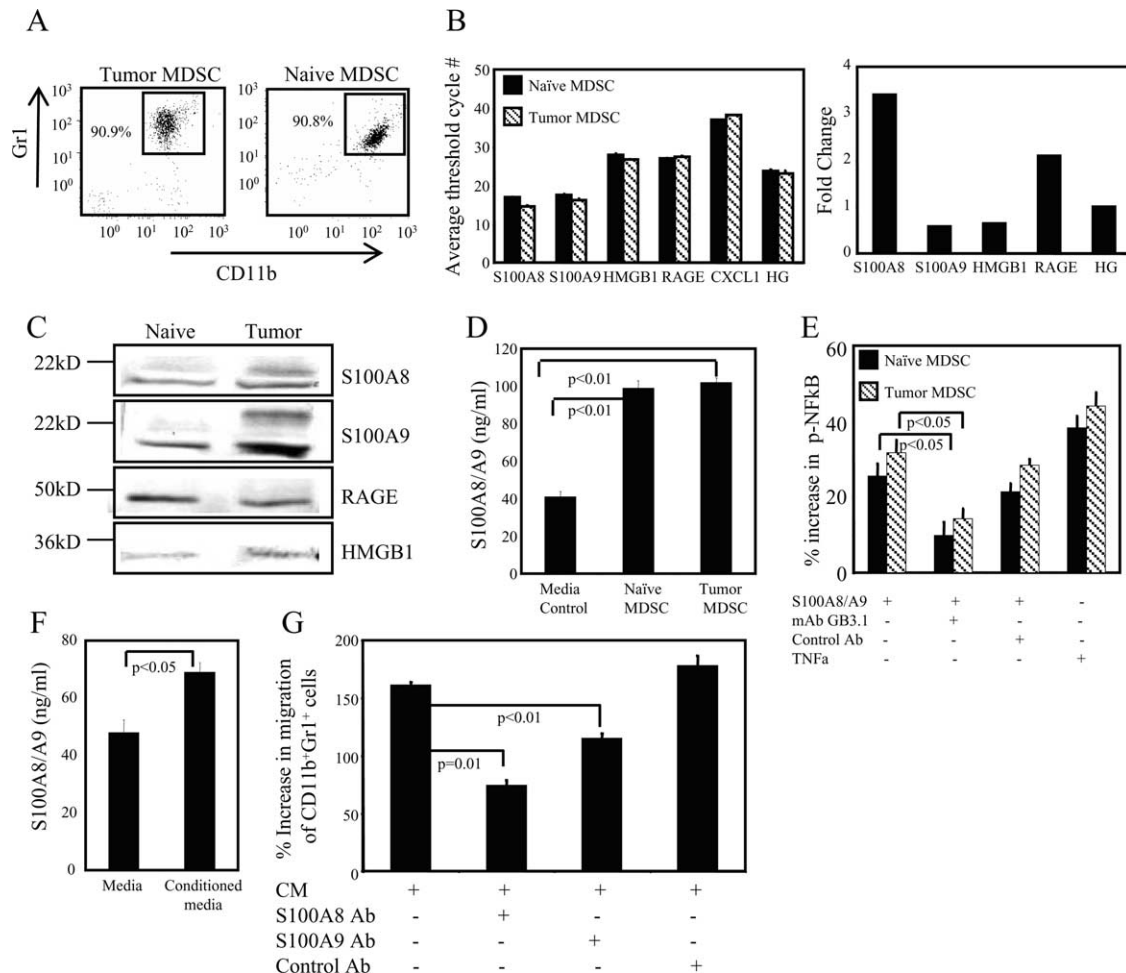 A
Tumor MDSC
Naive MDSC
Gr1
10³
10²
10¹
10⁰
90.9%
10⁰ 10¹ 10² 10³
10³
10²
10¹
10⁰
90.8%
10⁰ 10¹ 10² 10³
CD11b
B
Average threshold cycle #
50
40
30
20
10
0
Naïve MDSC
Tumor MDSC
S100A8 S100A9 HMGB1 RAGE CXCL1 HG
Fold Change
4
3
2
1
0
S100A8 S100A9 HMGB1 RAGE HG
C
Naive Tumor
22kD S100A8
22kD S100A9
50kD RAGE
36kD HMGB1
D
S100A8/A9 (ng/ml)
120
100
80
60
40
20
0
p<0.01
p<0.01
Media Control
Naïve MDSC
Tumor MDSC
E
% increase in p-NFkB
60
40
20
0
Naïve MDSC
Tumor MDSC
p<0.05
p<0.05
S100A8/A9 + + + -
mAb GB3.1 - + - -
Control Ab - - + -
TNFa - - - +
F
S100A8/A9 (ng/ml)
80
60
40
20
0
p<0.05
Media
Conditioned media
G
% Increase in migration
of CD11b⁺Gr1⁺ cells
200
150
100
50
0
p<0.01
p=0.01
CM + + + +
S100A8 Ab - + - -
S100A9 Ab - - + -
Control Ab - - - +